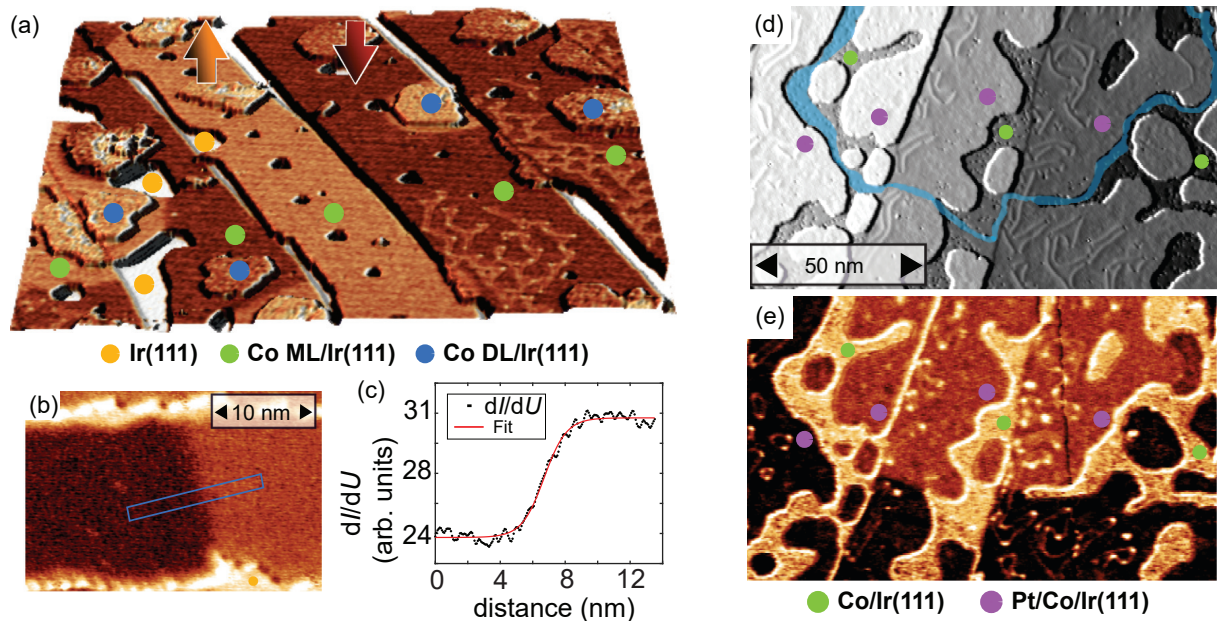 (a)
Ir(111) Co ML/Ir(111) Co DL/Ir(111)
(b)
10 nm
(c)
dI/dU
Fit
31
28
24
dI/dU
(arb. units)
0 4 8 12
distance (nm)
(d)
50 nm
(e)
Co/Ir(111) Pt/Co/Ir(111)